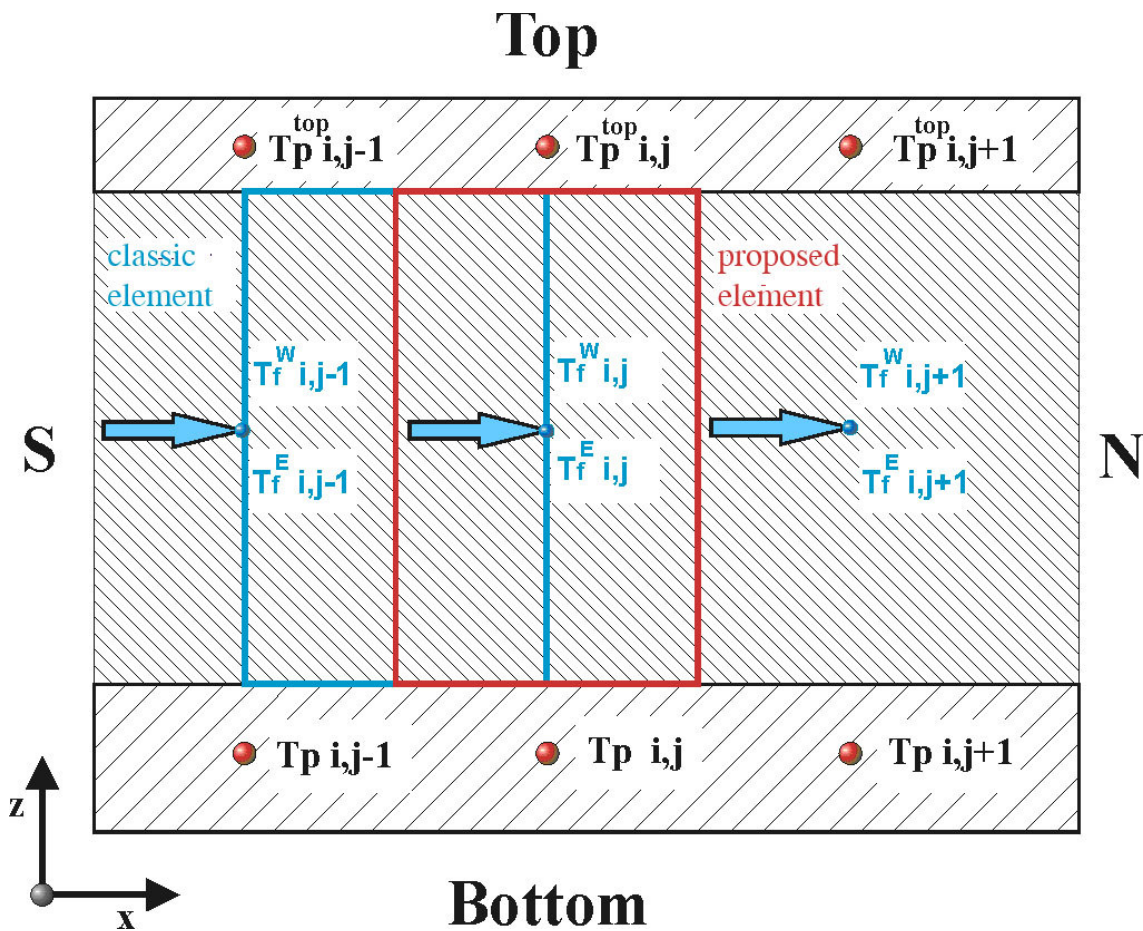 Top
top top top
Tp i,j-1 Tp i,j Tp i,j+1
classic
element
proposed
element
Tf^W i,j-1 Tf^W i,j Tf^W i,j+1
S N
Tf^E i,j-1 Tf^E i,j Tf^E i,j+1
Tp i,j-1 Tp i,j Tp i,j+1
z
x
Bottom